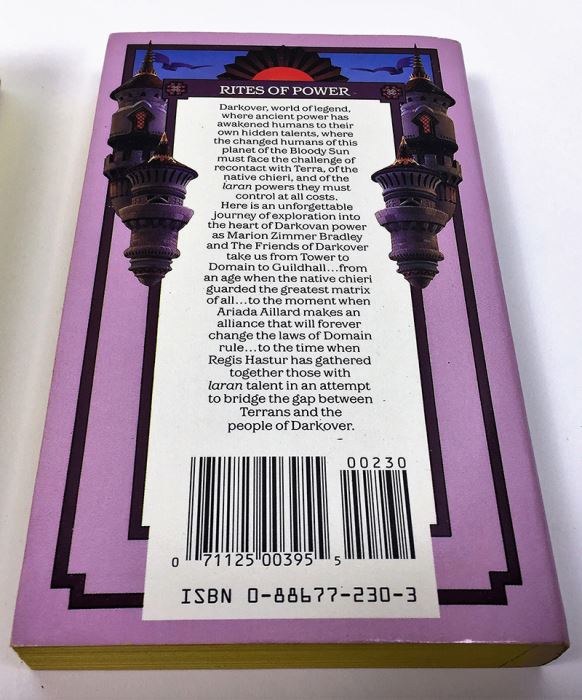 RITES OF POWER
Darkover, world of legend,
where ancient power has
awakened humans to their
own hidden talents, where
the changed humans of this
planet of the Bloody Sun
must face the challenge of
recontact with Terra, of the
native chieri, and of the
laran powers they must
control at all costs.
Here is an unforgettable
journey of exploration into
the heart of Darkovan power
as Marion Zimmer Bradley
and The Friends of Darkover
take us from Tower to
Domain to Guildhall...from
an age when the native chieri
guarded the greatest matrix
of all...to the moment when
Ariada Aillard makes an
alliance that will forever
change the laws of Domain
rule...to the time when
Regis Hastur has gathered
together those with
laran talent in an attempt
to bridge the gap between
Terrans and the
people of Darkover.
00230
0 71125 00395 5
ISBN 0-88677-230-3